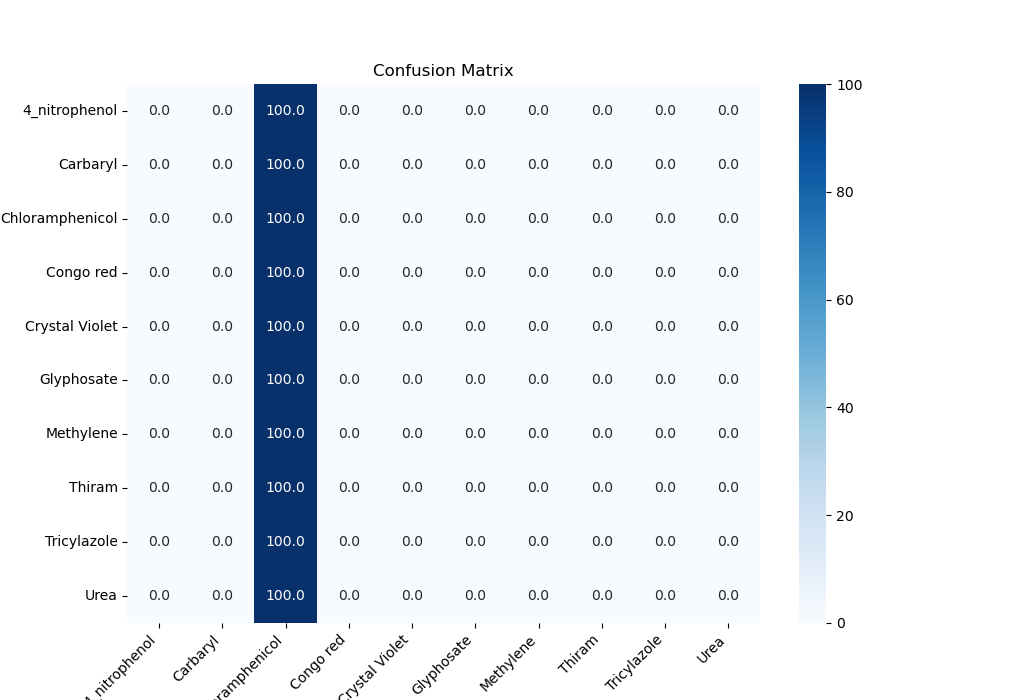 Confusion Matrix
4_nitrophenol 0.0 0.0 100.0 0.0 0.0 0.0 0.0 0.0 0.0 0.0
Carbaryl 0.0 0.0 100.0 0.0 0.0 0.0 0.0 0.0 0.0 0.0
Chloramphenicol 0.0 0.0 100.0 0.0 0.0 0.0 0.0 0.0 0.0 0.0
Congo red 0.0 0.0 100.0 0.0 0.0 0.0 0.0 0.0 0.0 0.0
Crystal Violet 0.0 0.0 100.0 0.0 0.0 0.0 0.0 0.0 0.0 0.0
Glyphosate 0.0 0.0 100.0 0.0 0.0 0.0 0.0 0.0 0.0 0.0
Methylene 0.0 0.0 100.0 0.0 0.0 0.0 0.0 0.0 0.0 0.0
Thiram 0.0 0.0 100.0 0.0 0.0 0.0 0.0 0.0 0.0 0.0
Tricylazole 0.0 0.0 100.0 0.0 0.0 0.0 0.0 0.0 0.0 0.0
Urea 0.0 0.0 100.0 0.0 0.0 0.0 0.0 0.0 0.0 0.0
4_nitrophenol
Carbaryl
ramphenicol
Congo red
Crystal Violet
Glyphosate
Methylene
Thiram
Tricylazole
Urea
100
80
60
40
20
0